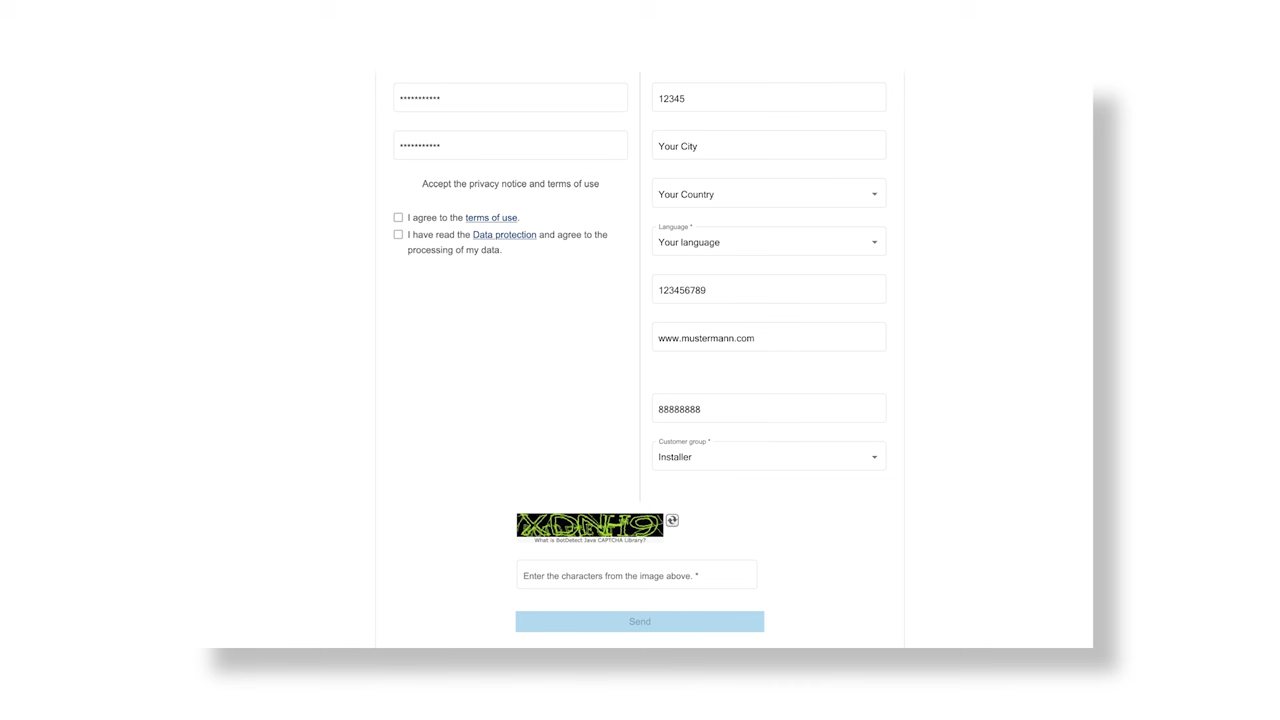 ***********
***********
Accept the privacy notice and terms of use
I agree to the terms of use.
I have read the Data protection and agree to the
processing of my data.
12345
Your City
Your Country
Language *
Your language
123456789
www.mustermann.com
88888888
Customer group *
Installer
XDNH9
What is BotDetect Java CAPTCHA Library?
Enter the characters from the image above. *
Send